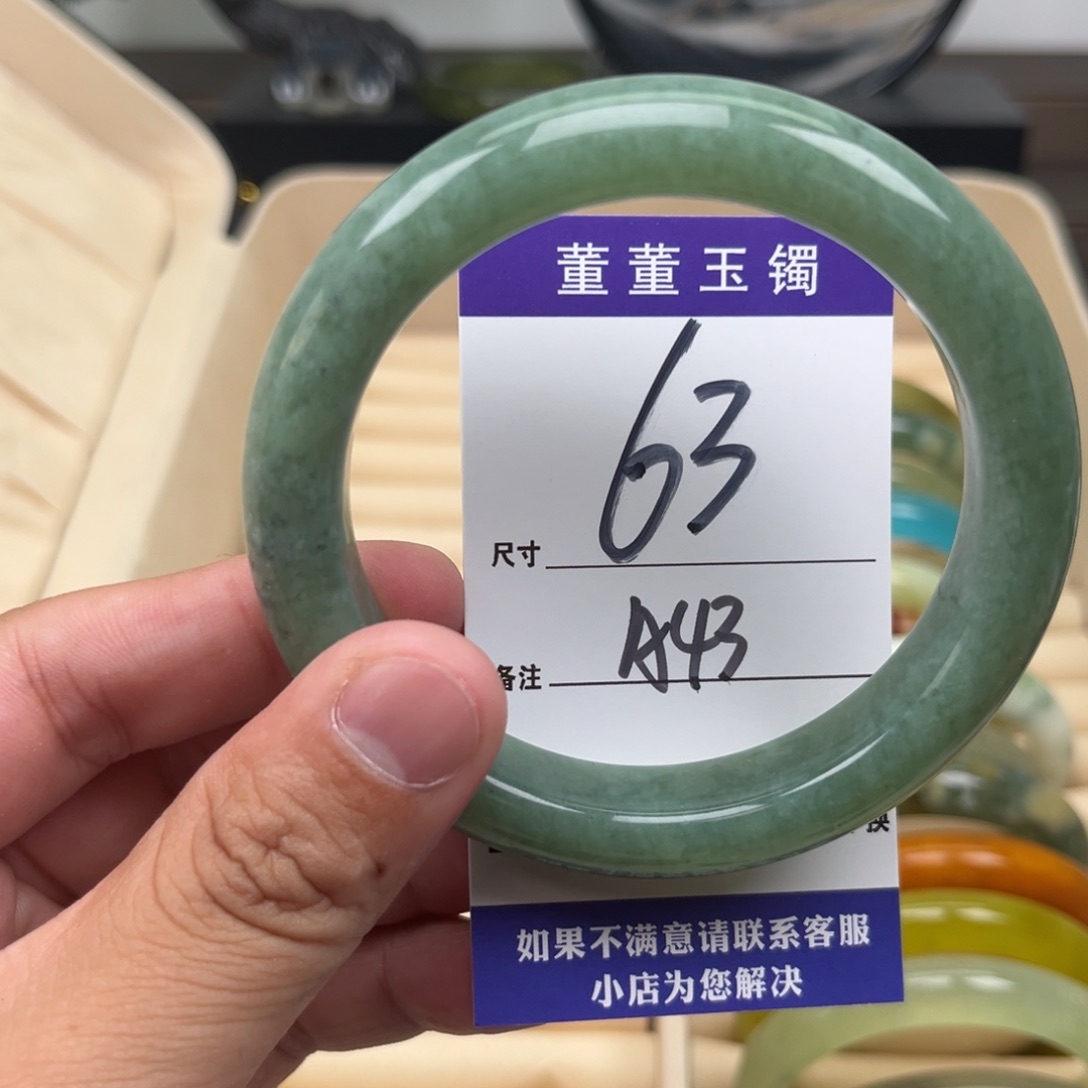 董董玉镯
63
尺寸
A43
备注
换
如果不满意请联系客服
小店为您解决